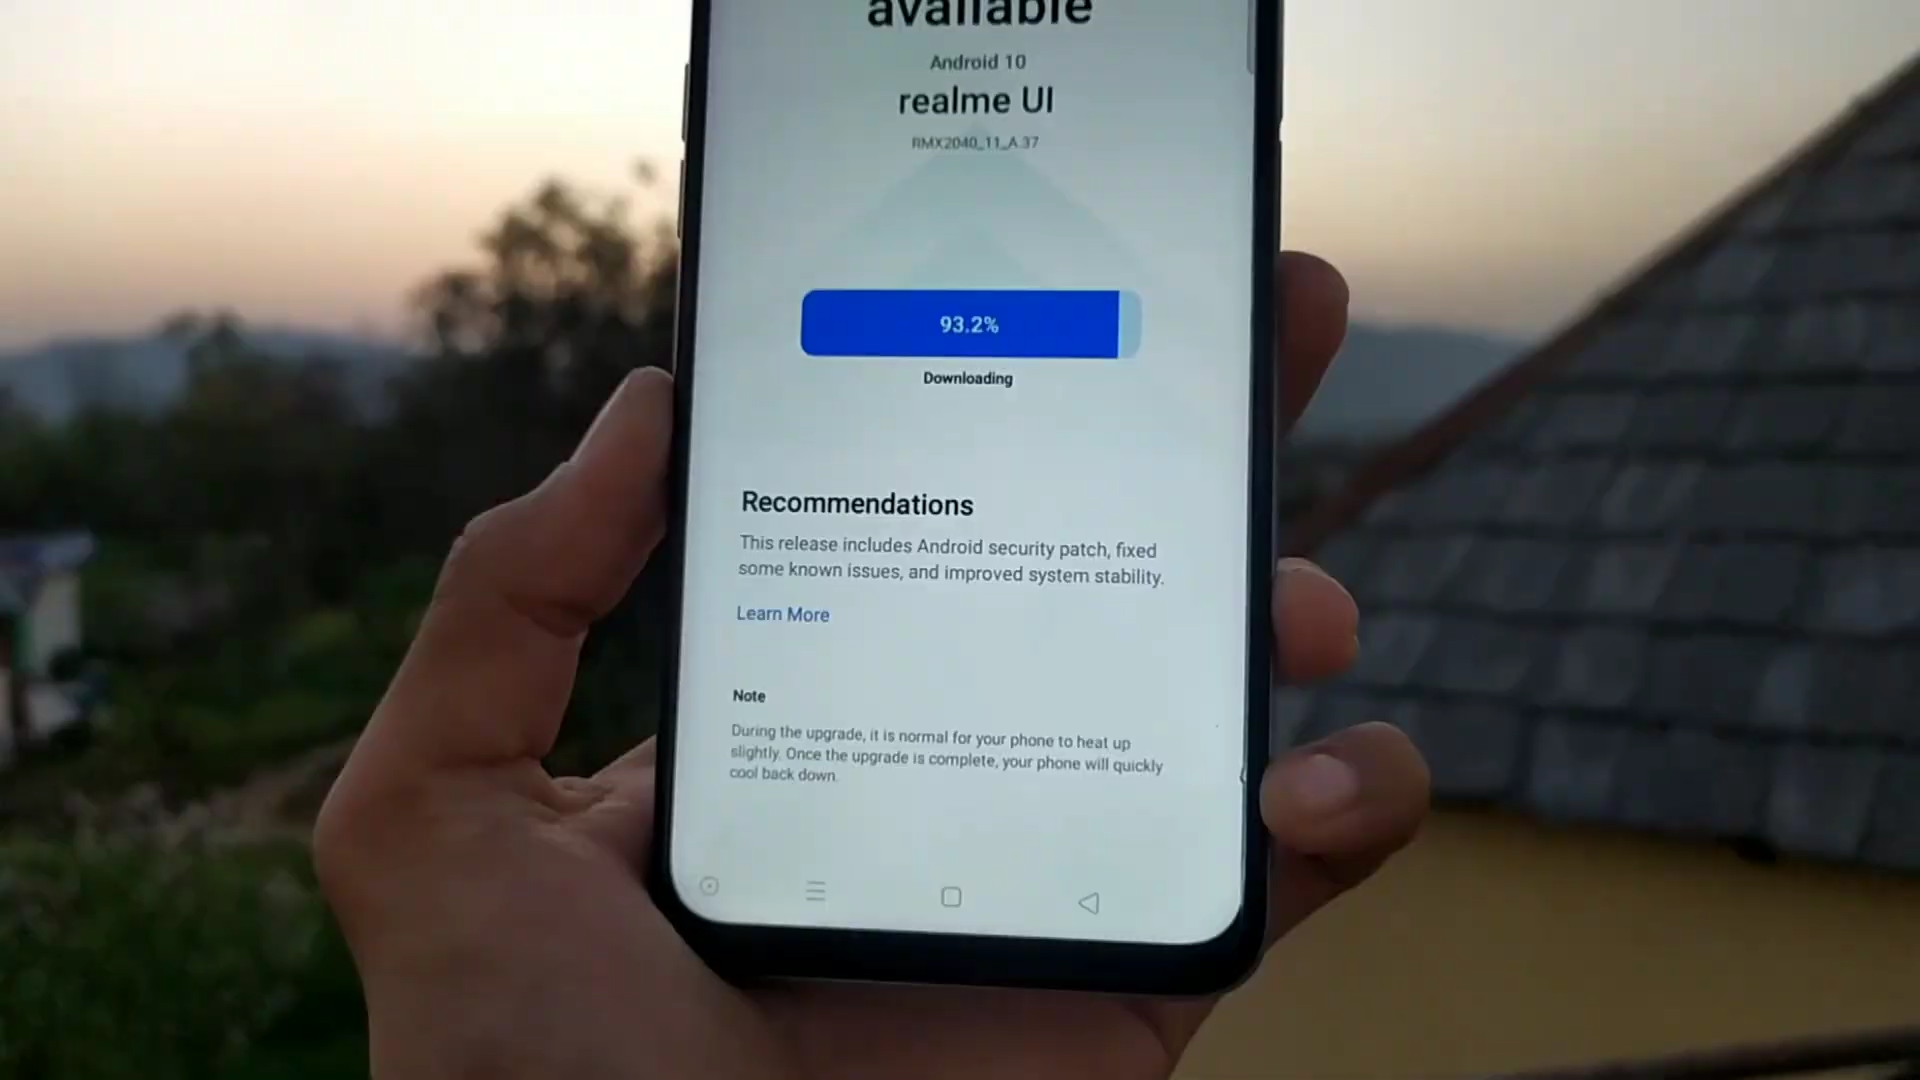 available
Android 10
realme UI
RMX2040_11_A.37
93.2%
Downloading
Recommendations
This release includes Android security patch, fixed
some known issues, and improved system stability.
Learn More
Note
During the upgrade, it is normal for your phone to heat up
slightly. Once the upgrade is complete, your phone will quickly
cool back down.